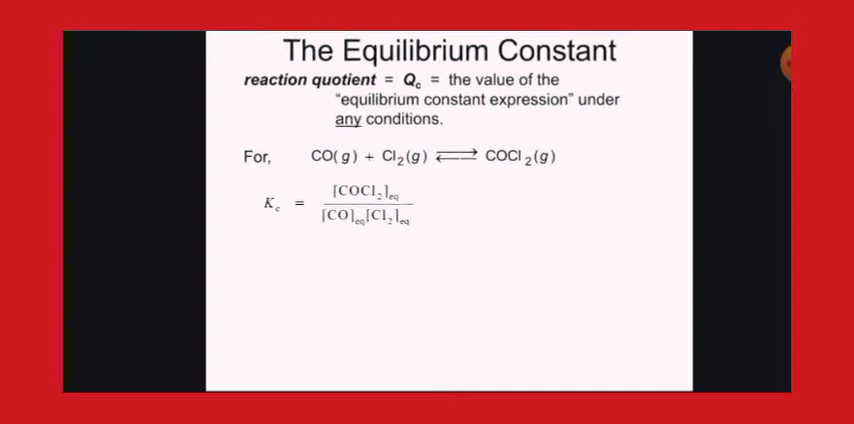 The Equilibrium Constant
reaction quotient = Qc = the value of the
“equilibrium constant expression” under
any conditions.
For, CO(g) + Cl2(g) ⇌ COCl2(g)
Kc = [COCl2]eq / [CO]eq[Cl2]eq